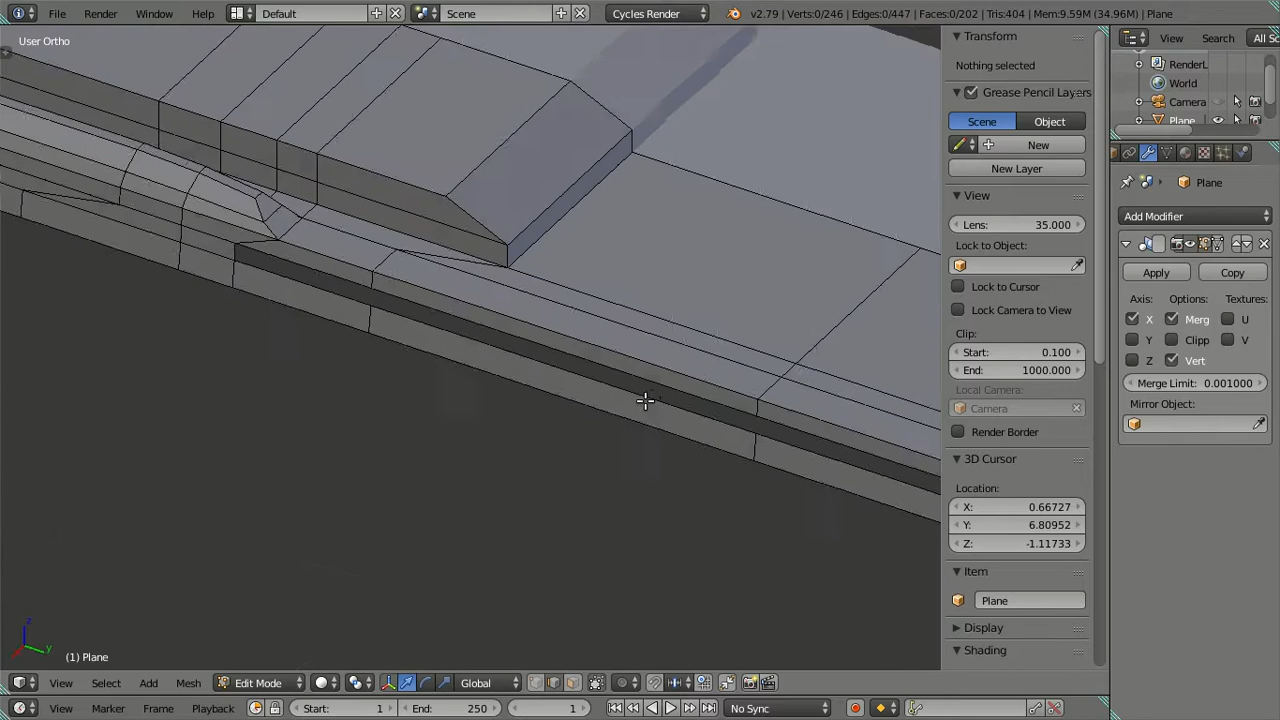 File Render Window Help Default Scene Cycles Render v2.79 | Verts:0/246 | Edges:0/447 | Faces:0/202 | Tris:404 | Mem:9.59M (34.96M) | Plane
View Search All Sc
User Ortho
Transform
Nothing selected
RenderL
World
Camera
Plane
Grease Pencil Layers
Scene Object
New
New Layer
Plane
View
Add Modifier
Lens: 35.000
Lock to Object:
Apply Copy
Lock to Cursor
Lock Camera to View
Axis: Options: Textures:
X Merg U
Y Clipp V
Z Vert
Clip:
Start: 0.100
End: 1000.000
Merge Limit: 0.001000
Local Camera:
Camera
Mirror Object:
Render Border
3D Cursor
Location:
X: 0.66727
Y: 6.80952
Z: -1.11733
Item
Plane
Display
Shading
z
y
(1) Plane
View Select Add Mesh Edit Mode Global
View Marker Frame Playback Start: 1 End: 250 1 No Sync